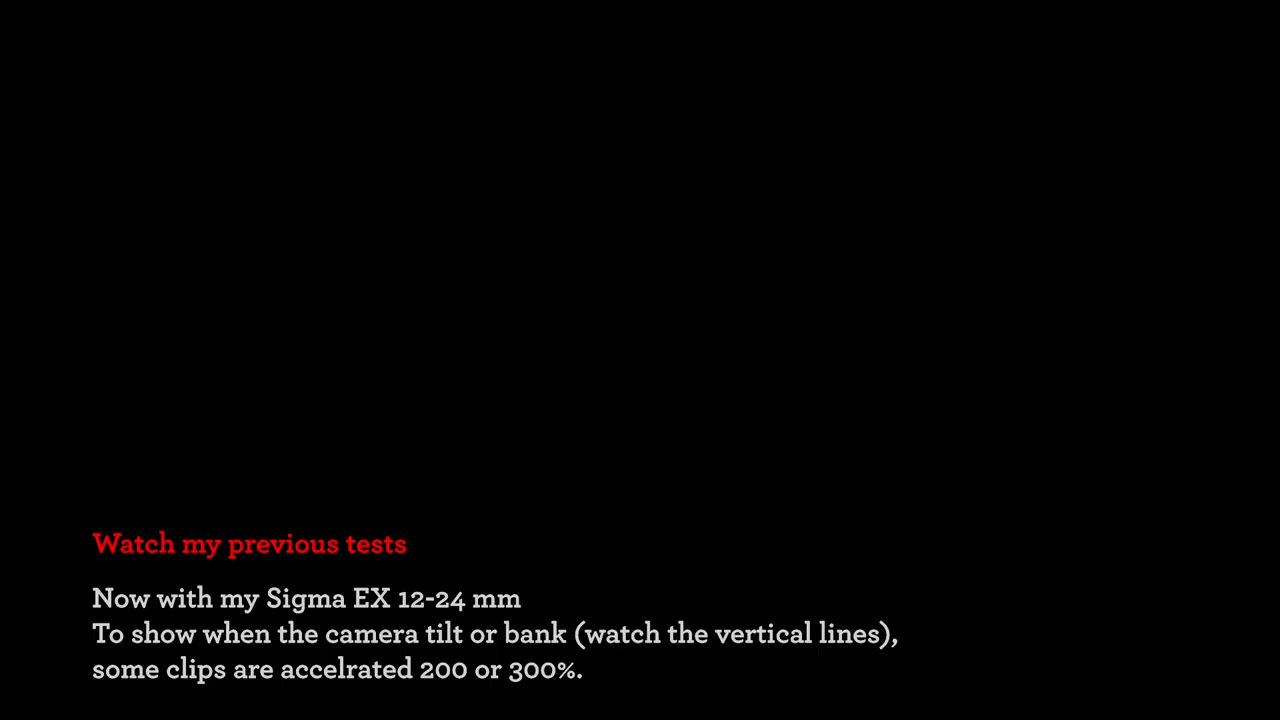 Watch my previous tests
Now with my Sigma EX 12-24 mm
To show when the camera tilt or bank (watch the vertical lines),
some clips are accelrated 200 or 300%.